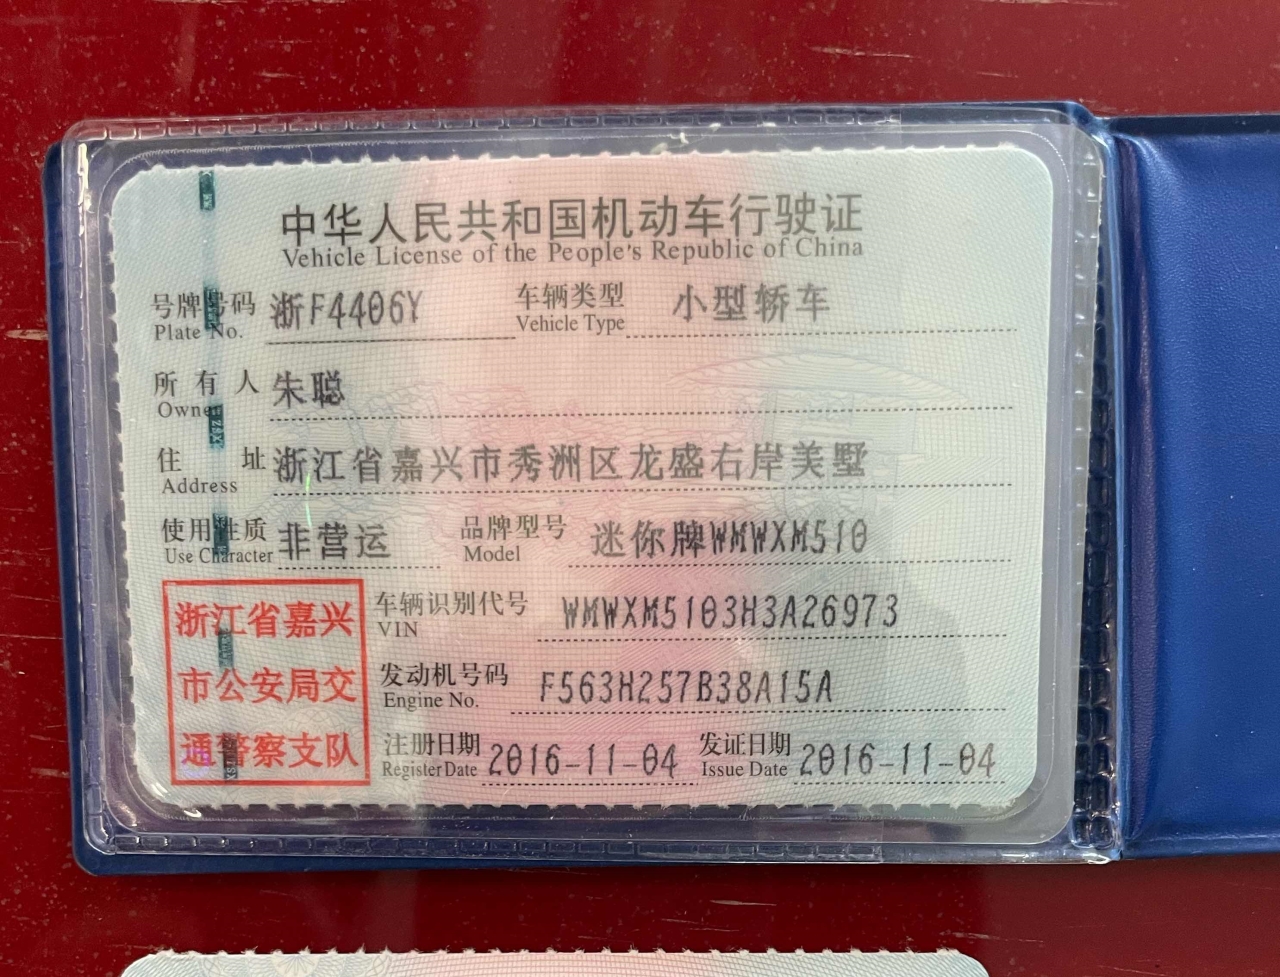 中华人民共和国机动车行驶证
Vehicle License of the People's Republic of China
号牌号码 浙F4406Y 车辆类型 小型轿车
Plate No. Vehicle Type
所有人 朱聪
Owner
住址 浙江省嘉兴市秀洲区龙盛右岸美墅
Address
使用性质 非营运 品牌型号 迷你牌WMWXM510
Use Character Model
浙江省嘉兴
市公安局交
通警察支队
车辆识别代号 WMWXM5103H3A26973
VIN
发动机号码 F563H257B38A15A
Engine No.
注册日期 2016-11-04 发证日期 2016-11-04
Register Date Issue Date